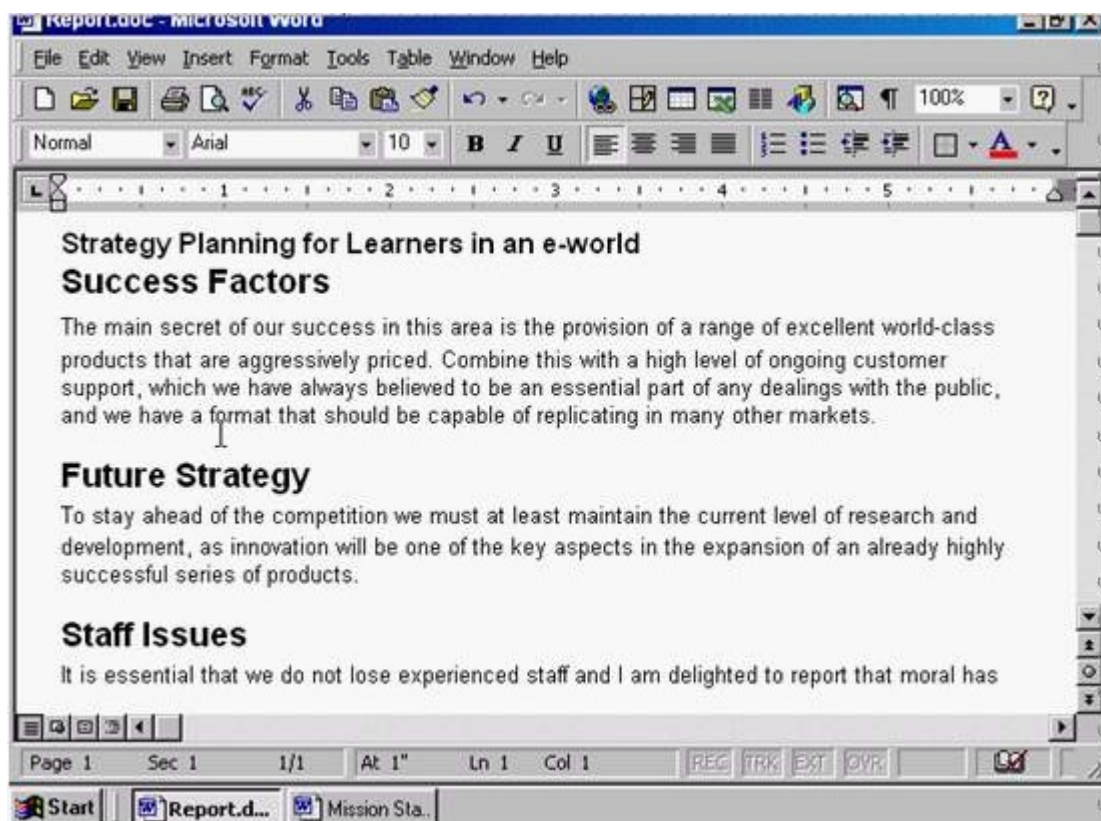 Report.doc - Microsoft Word
File Edit View Insert Format Tools Table Window Help
100%
Normal Arial 10 B I U A
1 2 3 4 5
Strategy Planning for Learners in an e-world
Success Factors
The main secret of our success in this area is the provision of a range of excellent world-class
products that are aggressively priced. Combine this with a high level of ongoing customer
support, which we have always believed to be an essential part of any dealings with the public,
and we have a format that should be capable of replicating in many other markets.
Future Strategy
To stay ahead of the competition we must at least maintain the current level of research and
development, as innovation will be one of the key aspects in the expansion of an already highly
successful series of products.
Staff Issues
It is essential that we do not lose experienced staff and I am delighted to report that moral has
Page 1 Sec 1 1/1 At 1" Ln 1 Col 1 REC TRK EXT OVR
Start Report.d... Mission Sta..